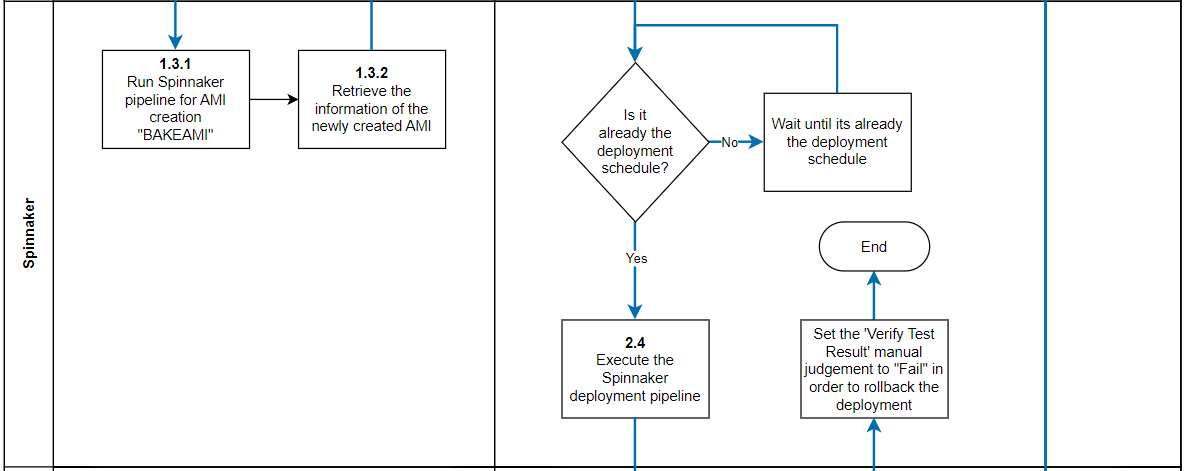 Spinnaker
1.3.1
Run Spinnaker
pipeline for AMI
creation
"BAKEAMI"
1.3.2
Retrieve the
information of the
newly created AMI
Is it
already the
deployment
schedule?
No
Wait until its already
the deployment
schedule
Yes
2.4
Execute the
Spinnaker
deployment pipeline
End
Set the 'Verify Test
Result' manual
judgement to "Fail" in
order to rollback the
deployment